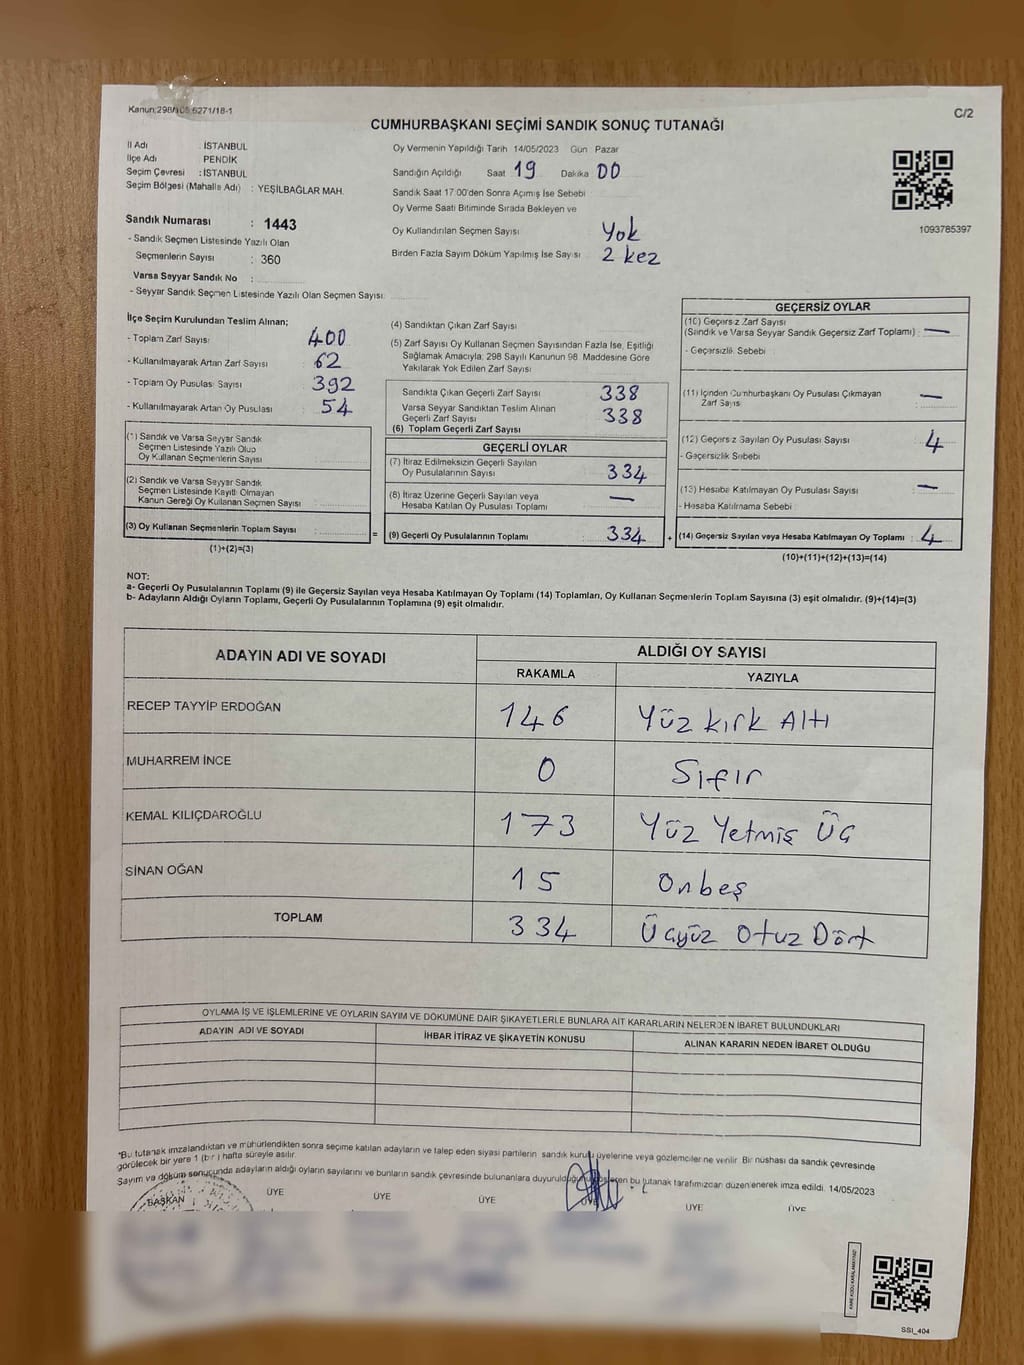 Kanun:298/105 6271/18-1
C/2
CUMHURBAŞKANI SEÇİMİ SANDIK SONUÇ TUTANAĞI
İl Adı : İSTANBUL
İlçe Adı : PENDİK
Seçim Çevresi : İSTANBUL
Seçim Bölgesi (Mahalle Adı) : YEŞİLBAĞLAR MAH.
Sandık Numarası : 1443
- Sandık Seçmen Listesinde Yazılı Olan
Seçmenlerin Sayısı : 360
Varsa Seyyar Sandık No :
- Seyyar Sandık Seçmen Listesinde Yazılı Olan Seçmen Sayısı:
Oy Vermenin Yapıldığı Tarih 14/05/2023 Gün Pazar
Sandığın Açıldığı Saat 19 Dakika 00
Sandık Saat 17:00'den Sonra Açımış İse Sebebi
Oy Verme Saati Bitiminde Sırada Bekleyen ve
Oy Kullandırılan Seçmen Sayısı Yok
Birden Fazla Sayım Döküm Yapılmış İse Sayısı 2 kez
1093785397
İlçe Seçim Kurulundan Teslim Alınan;
- Toplam Zarf Sayısı : 400
- Kullanılmayarak Artan Zarf Sayısı : 62
- Toplam Oy Pusulası Sayısı : 392
- Kullanılmayarak Artan Oy Pusulası : 54
(1) Sandık ve Varsa Seyyar Sandık
Seçmen Listesinde Yazılı Olup
Oy Kullanan Seçmenlerin Sayısı :
(2) Sandık ve Varsa Seyyar Sandık
Seçmen Listesinde Kayıtlı Olmayan
Kanun Gereği Oy Kullanan Seçmen Sayısı :
(3) Oy Kullanan Seçmenlerin Toplam Sayısı : =
(1)+(2)=(3)
(4) Sandıktan Çıkan Zarf Sayısı
(5) Zarf Sayısı Oy Kullanan Seçmen Sayısından Fazla İse, Eşitliği
Sağlamak Amacıyla, 298 Sayılı Kanunun 98. Maddesine Göre
Yakılarak Yok Edilen Zarf Sayısı
Sandıkta Çıkan Geçerli Zarf Sayısı 338
Varsa Seyyar Sandıktan Teslim Alınan
Geçerli Zarf Sayısı 338
(6) Toplam Geçerli Zarf Sayısı
GEÇERLİ OYLAR
(7) İtiraz Edilmeksizin Geçerli Sayılan
Oy Pusulalarının Sayısı 334
(8) İtiraz Üzerine Geçerli Sayılan veya
Hesaba Katılan Oy Pusulası Toplamı —
(9) Geçerli Oy Pusulalarının Toplamı 334 +
GEÇERSİZ OYLAR
(10) Geçersiz Zarf Sayısı
(Sandık ve Varsa Seyyar Sandık Geçersiz Zarf Toplamı) : —
- Geçersizlik Sebebi
(11) İçinden Cumhurbaşkanı Oy Pusulası Çıkmayan
Zarf Sayısı : —
(12) Geçersiz Sayılan Oy Pusulası Sayısı : 4
- Geçersizlik Sebebi
(13) Hesaba Katılmayan Oy Pusulası Sayısı : —
- Hesaba Katılmama Sebebi
(14) Geçersiz Sayılan veya Hesaba Katılmayan Oy Toplamı : 4
(10)+(11)+(12)+(13)=(14)
NOT:
a- Geçerli Oy Pusulalarının Toplamı (9) ile Geçersiz Sayılan veya Hesaba Katılmayan Oy Toplamı (14) Toplamları, Oy Kullanan Seçmenlerin Toplam Sayısına (3) eşit olmalıdır. (9)+(14)=(3)
b- Adayların Aldığı Oyların Toplamı, Geçerli Oy Pusulalarının Toplamına (9) eşit olmalıdır.
ADAYIN ADI VE SOYADI ALDIĞI OY SAYISI
RAKAMLA YAZIYLA
RECEP TAYYİP ERDOĞAN 146 Yüz kırk Altı
MUHARREM İNCE 0 Sıfır
KEMAL KILIÇDAROĞLU 173 Yüz Yetmiş Üç
SİNAN OĞAN 15 Onbeş
TOPLAM 334 Üçyüz Otuz Dört
OYLAMA İŞ VE İŞLEMLERİNE VE OYLARIN SAYIM VE DÖKÜMÜNE DAİR ŞİKAYETLERLE BUNLARA AİT KARARLARIN NELERDEN İBARET BULUNDUKLARI
ADAYIN ADI VE SOYADI İHBAR İTİRAZ VE ŞİKAYETİN KONUSU ALINAN KARARIN NEDEN İBARET OLDUĞU
"Bu tutanak imzalandıktan ve mühürlendikten sonra seçime katılan adayların ve talep eden siyasi partilerin sandık kurulu üyelerine veya gözlemcilerine verilir. Bir nüshası da sandık çevresinde
görülecek bir yere 1 (bir) hafta süreyle asılır.
Sayım ve döküm sonucunda adayların aldığı oyların sayılarını ve bunların sandık çevresinde bulunanlara duyurulduğunu gösteren bu tutanak tarafımızdan düzenlenerek imza edildi. 14/05/2023
BAŞKAN ÜYE ÜYE ÜYE ÜYE ÜYE ÜYE
KARE KODU KARALAMAYINIZ!
SSI_404